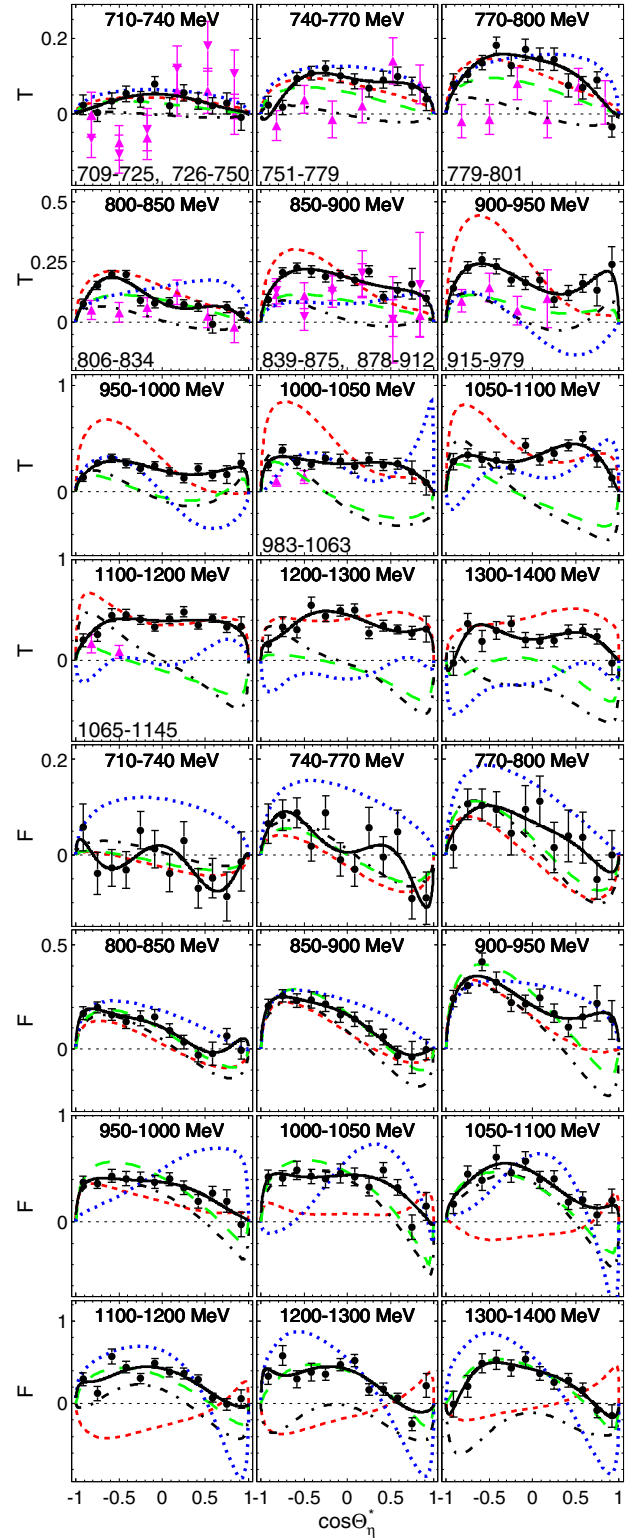 710-740 MeV 740-770 MeV 770-800 MeV
0.2
T
0
709-725, 726-750 751-779 779-801
800-850 MeV 850-900 MeV 900-950 MeV
0.5
T
0.25
0
806-834 839-875, 878-912 915-979
950-1000 MeV 1000-1050 MeV 1050-1100 MeV
1
T
0
983-1063
1100-1200 MeV 1200-1300 MeV 1300-1400 MeV
1
T
0
1065-1145
710-740 MeV 740-770 MeV 770-800 MeV
0.2
F
0
800-850 MeV 850-900 MeV 900-950 MeV
0.5
F
0
950-1000 MeV 1000-1050 MeV 1050-1100 MeV
1
F
0
1100-1200 MeV 1200-1300 MeV 1300-1400 MeV
1
F
0
-1 -0.5 0 0.5 1 -1 -0.5 0 0.5 1 -1 -0.5 0 0.5 1
cosΘ*η